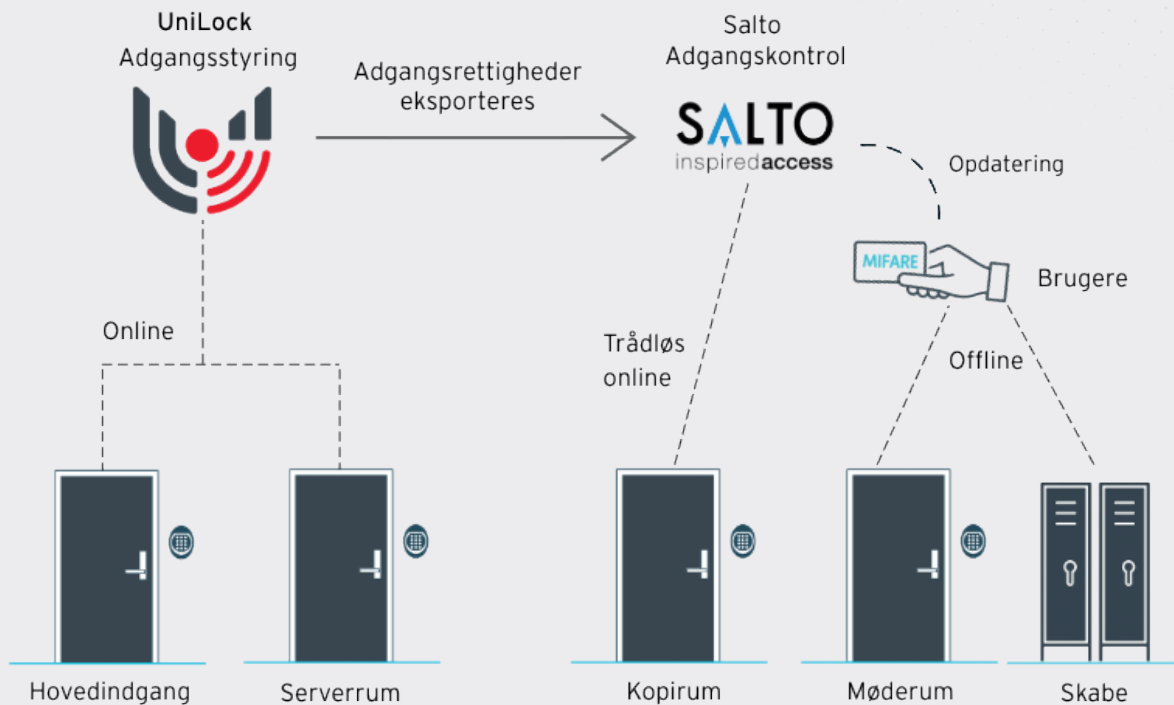 UniLock
Adgangsstyring
Adgangsrettigheder
eksporteres
Salto
Adgangskontrol
SALTO
inspiredaccess
Opdatering
MIFARE
Brugere
Online
Trådløs
online
Offline
Hovedindgang
Serverrum
Kopirum
Møderum
Skabe